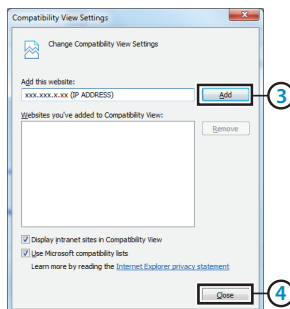 Compatibility View Settings
Change Compatibility View Settings
Add this website:
xxx.xxx.x.xx (IP ADDRESS)
Add
3
Websites you've added to Compatibility View:
Remove
Display intranet sites in Compatibility View
Use Microsoft compatibility lists
Learn more by reading the Internet Explorer privacy statement
Close
4